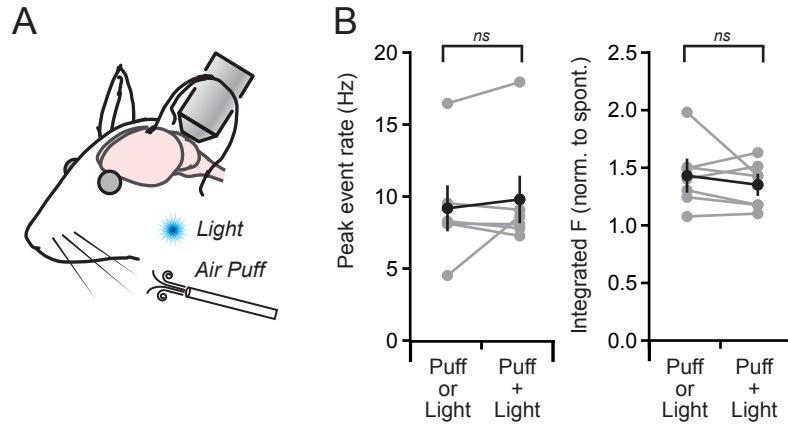 A
Light
Air Puff
B
Peak event rate (Hz)
20
15
10
5
0
ns
Puff
or
Light
Puff
+
Light
Integrated F (norm. to spont.)
2.5
2.0
1.5
1.0
0.5
0.0
ns
Puff
or
Light
Puff
+
Light